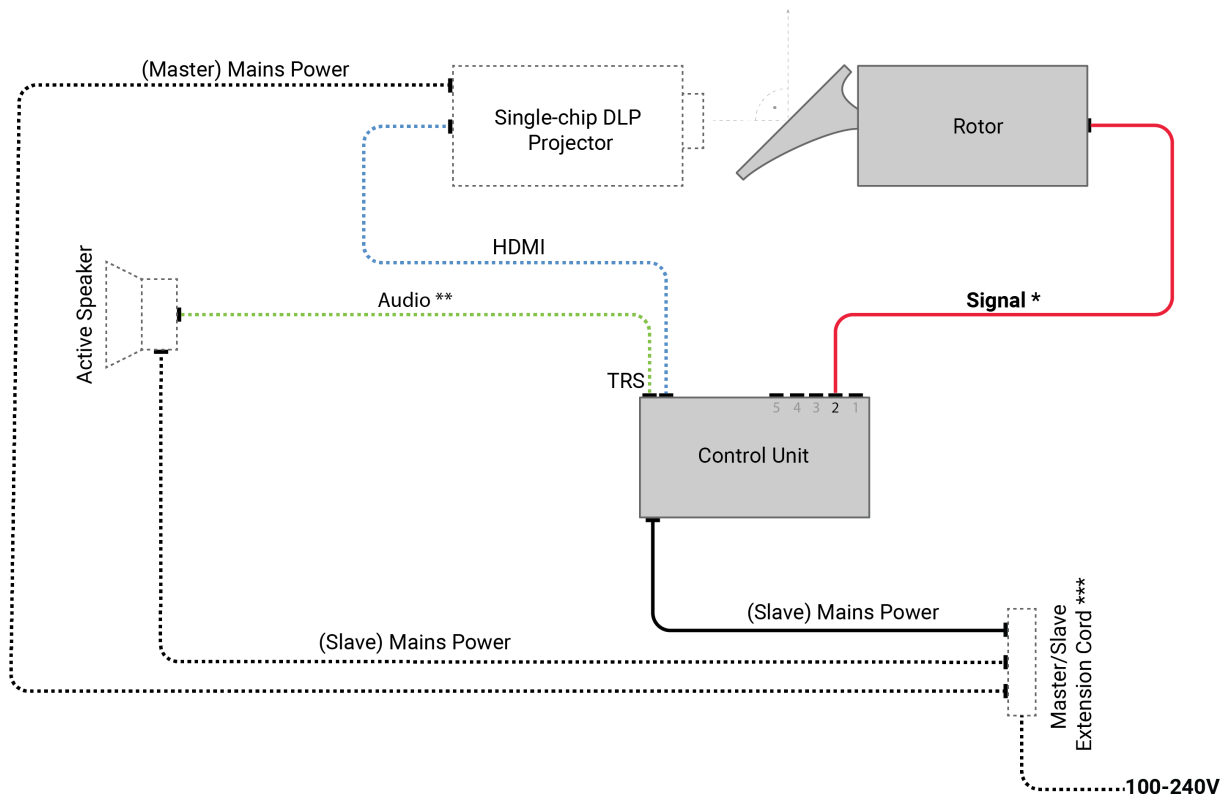 (Master) Mains Power
Single-chip DLP
Projector
Rotor
HDMI
Active Speaker
Audio **
Signal *
TRS
5 4 3 2 1
Control Unit
(Slave) Mains Power
(Slave) Mains Power
Master/Slave
Extension Cord ***
100-240V